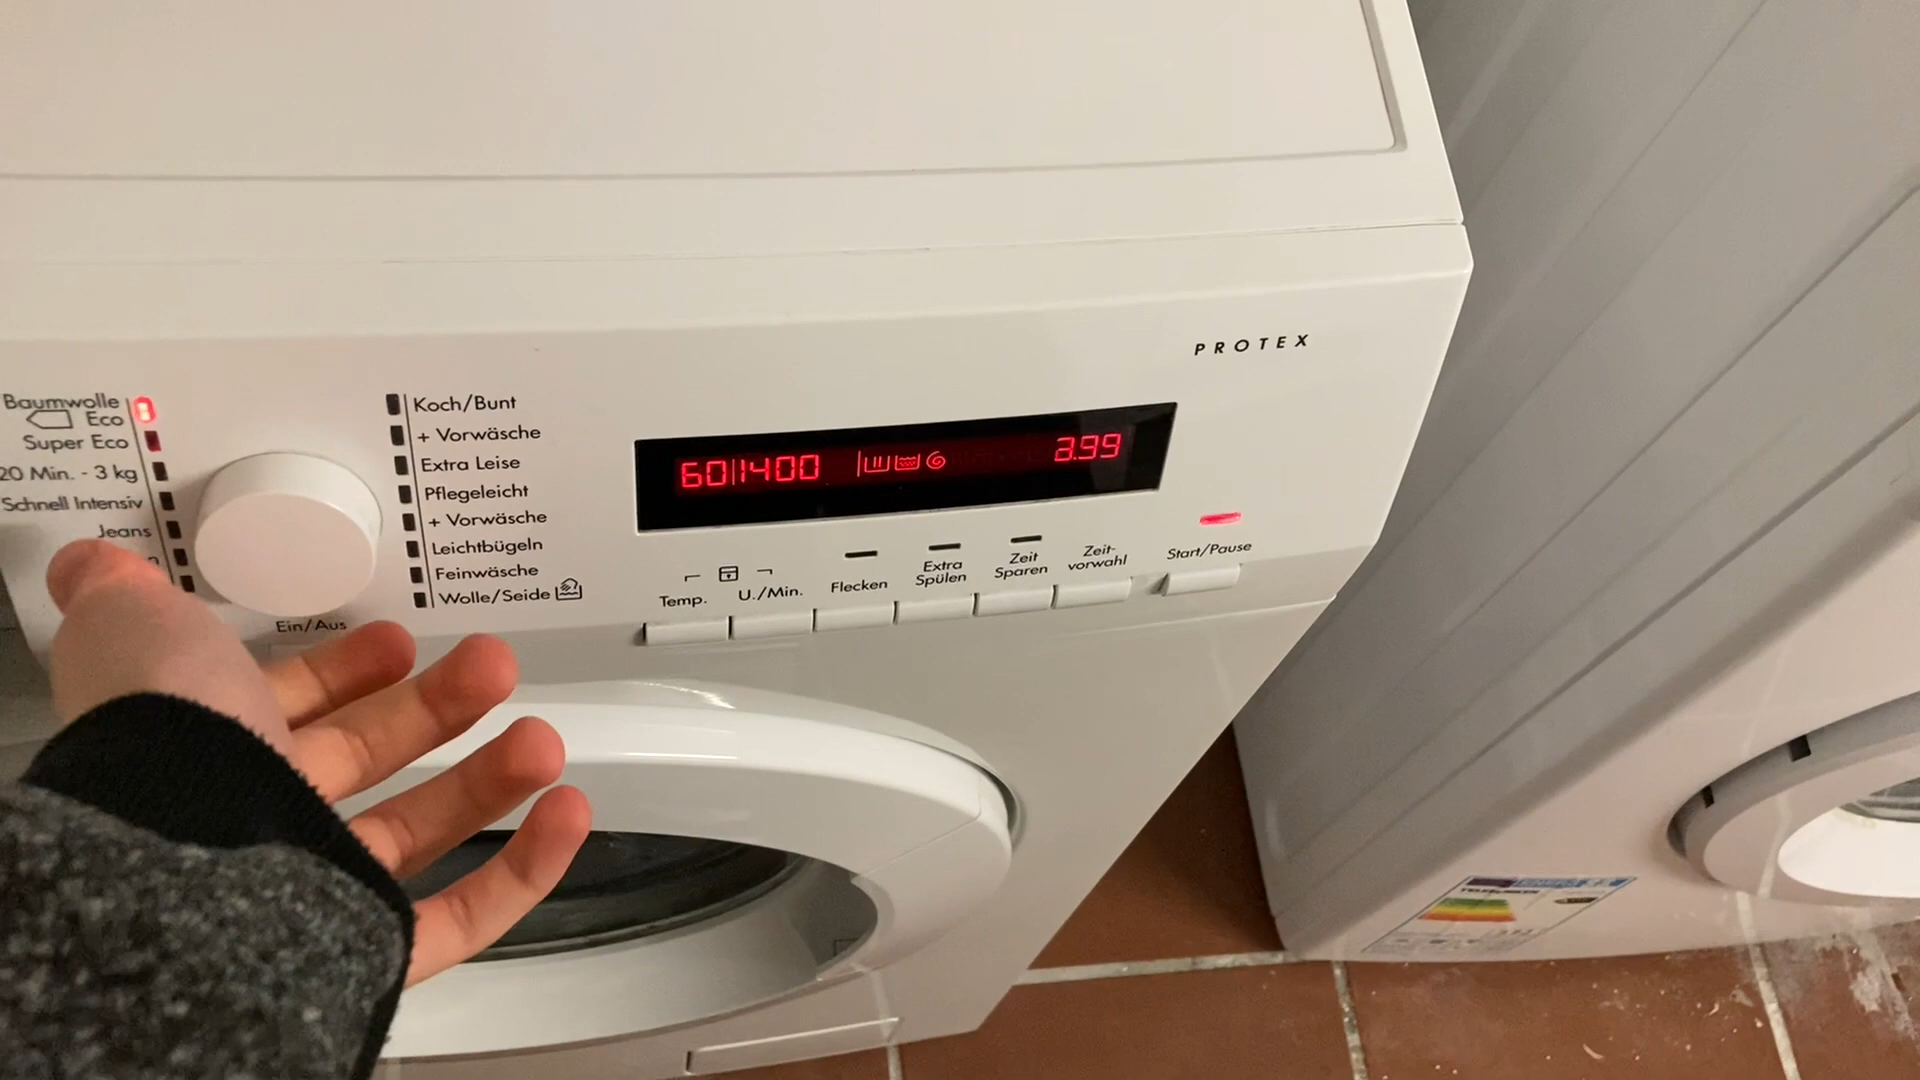 PROTEX
Baumwolle
Eco
Super Eco
20 Min. - 3 kg
Schnell Intensiv
Jeans
Koch/Bunt
+ Vorwäsche
Extra Leise
Pflegeleicht
+ Vorwäsche
Leichtbügeln
Feinwäsche
Wolle/Seide
Ein/Aus
60 1400 3.99
Temp.
U./Min.
Flecken
Extra
Spülen
Zeit
Sparen
Zeit-
vorwahl
Start/Pause